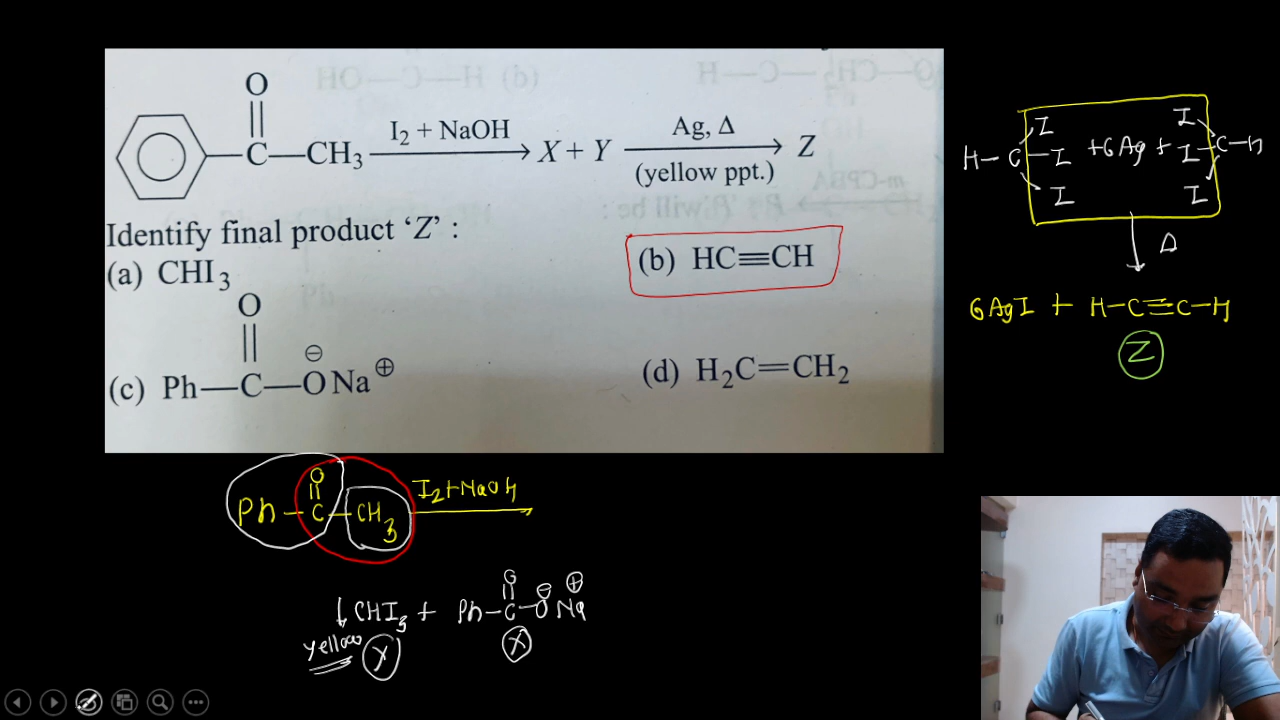 O
||
C—CH₃ I₂ + NaOH → X + Y Ag, Δ (yellow ppt.) → Z
Identify final product ‘Z’ :
(a) CHI₃
(b) HC≡CH
O
||
(c) Ph—C—O⊖Na⊕
(d) H₂C=CH₂
H–C I I I + 6Ag + I I I C–H
Δ
6AgI + H–C≡C–H
Z
O
||
Ph–C–CH₃ I₂+NaOH →
O
||
↓CHI₃ + Ph–C–O⊖ Na⊕
yellow Y X